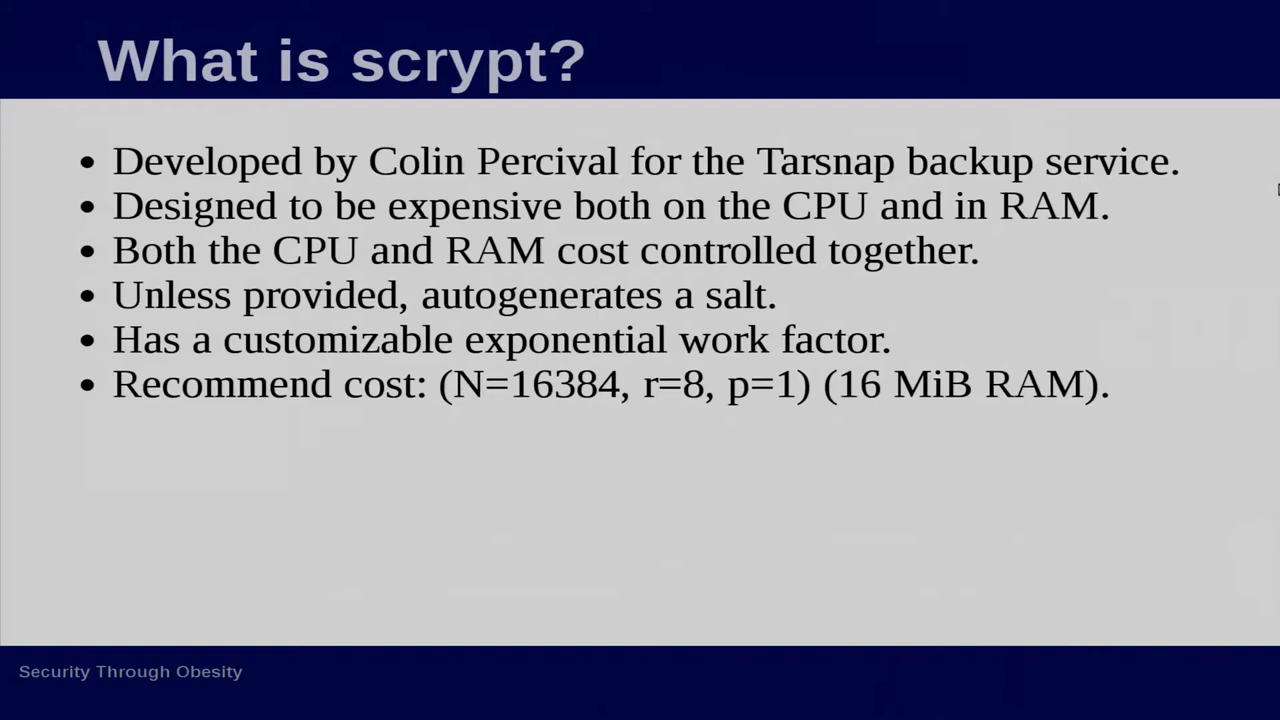 What is scrypt?
• Developed by Colin Percival for the Tarsnap backup service.
• Designed to be expensive both on the CPU and in RAM.
• Both the CPU and RAM cost controlled together.
• Unless provided, autogenerates a salt.
• Has a customizable exponential work factor.
• Recommend cost: (N=16384, r=8, p=1) (16 MiB RAM).
Security Through Obesity